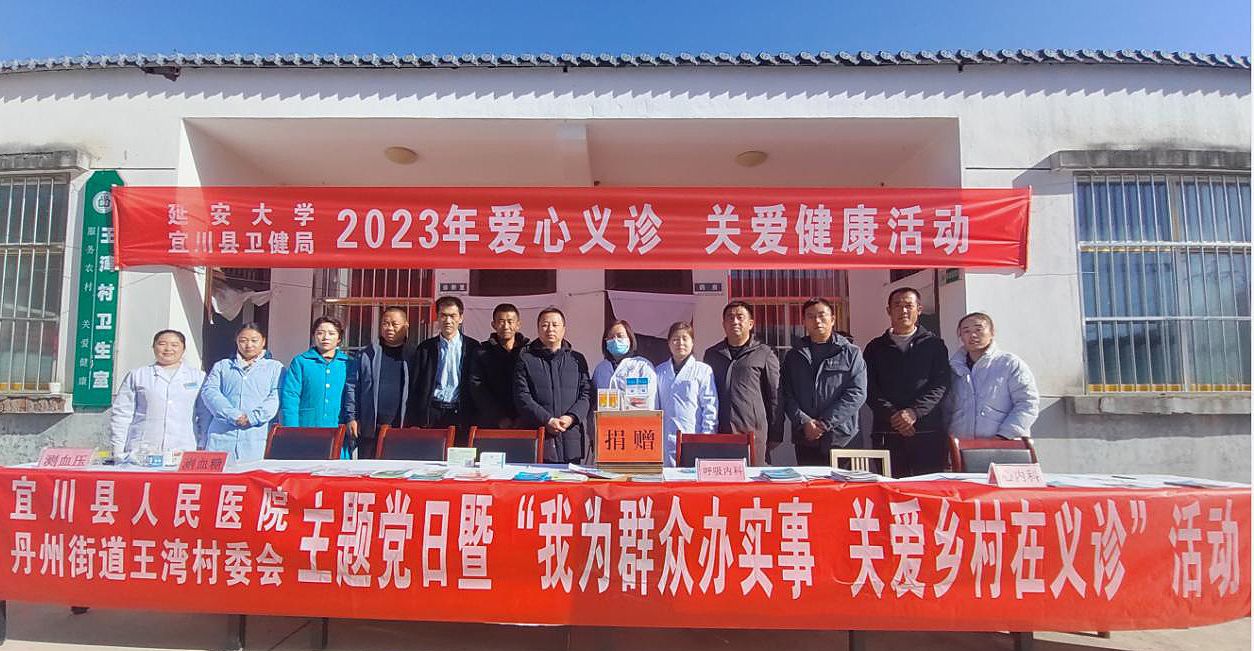 延安大学
宜川县卫健局
2023年爱心义诊 关爱健康活动
王湾村卫生室
服务农村 关爱健康
捐赠
测血压
测血糖
呼吸内科
心内科
宜川县人民医院
丹州街道王湾村委会
主题党日暨“我为群众办实事 关爱乡村在义诊”活动